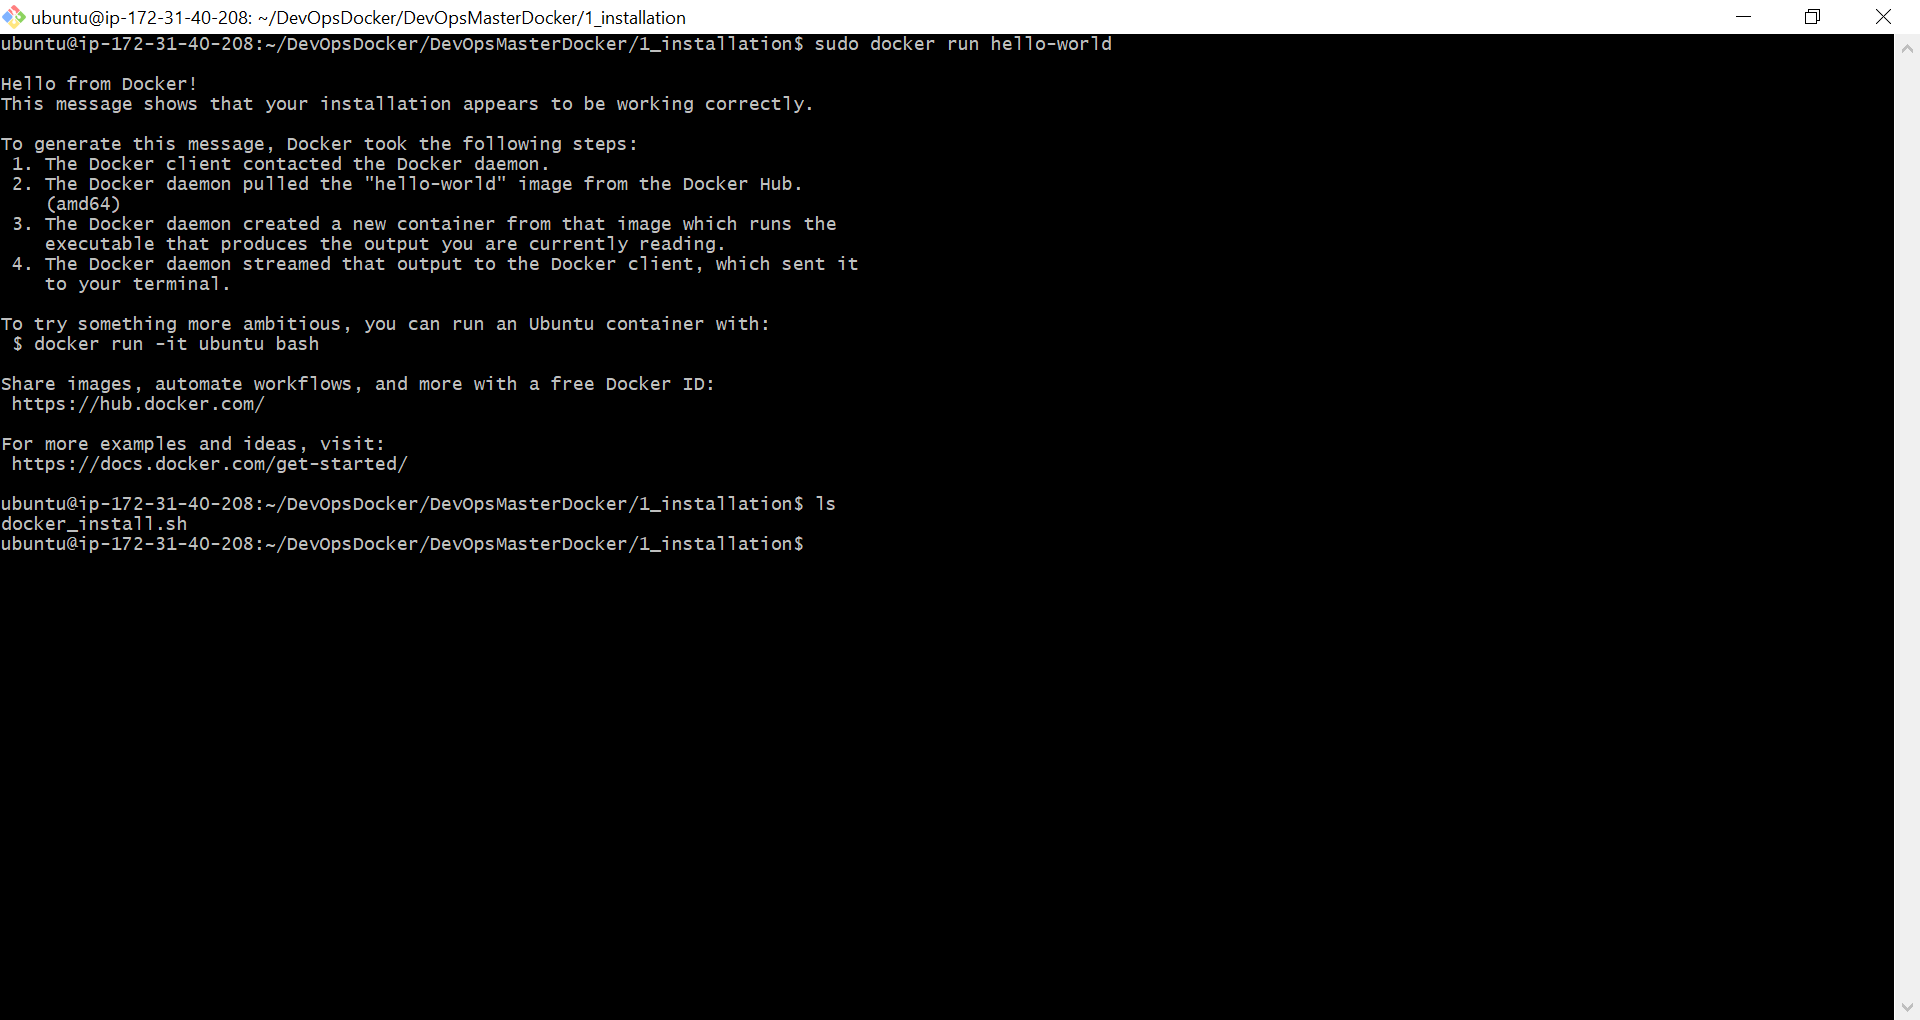 ubuntu@ip-172-31-40-208: ~/DevOpsDocker/DevOpsMasterDocker/1_installation
ubuntu@ip-172-31-40-208:~/DevOpsDocker/DevOpsMasterDocker/1_installation$ sudo docker run hello-world

Hello from Docker!
This message shows that your installation appears to be working correctly.

To generate this message, Docker took the following steps:
 1. The Docker client contacted the Docker daemon.
 2. The Docker daemon pulled the "hello-world" image from the Docker Hub.
    (amd64)
 3. The Docker daemon created a new container from that image which runs the
    executable that produces the output you are currently reading.
 4. The Docker daemon streamed that output to the Docker client, which sent it
    to your terminal.

To try something more ambitious, you can run an Ubuntu container with:
 $ docker run -it ubuntu bash

Share images, automate workflows, and more with a free Docker ID:
 https://hub.docker.com/

For more examples and ideas, visit:
 https://docs.docker.com/get-started/

ubuntu@ip-172-31-40-208:~/DevOpsDocker/DevOpsMasterDocker/1_installation$ ls
docker_install.sh
ubuntu@ip-172-31-40-208:~/DevOpsDocker/DevOpsMasterDocker/1_installation$